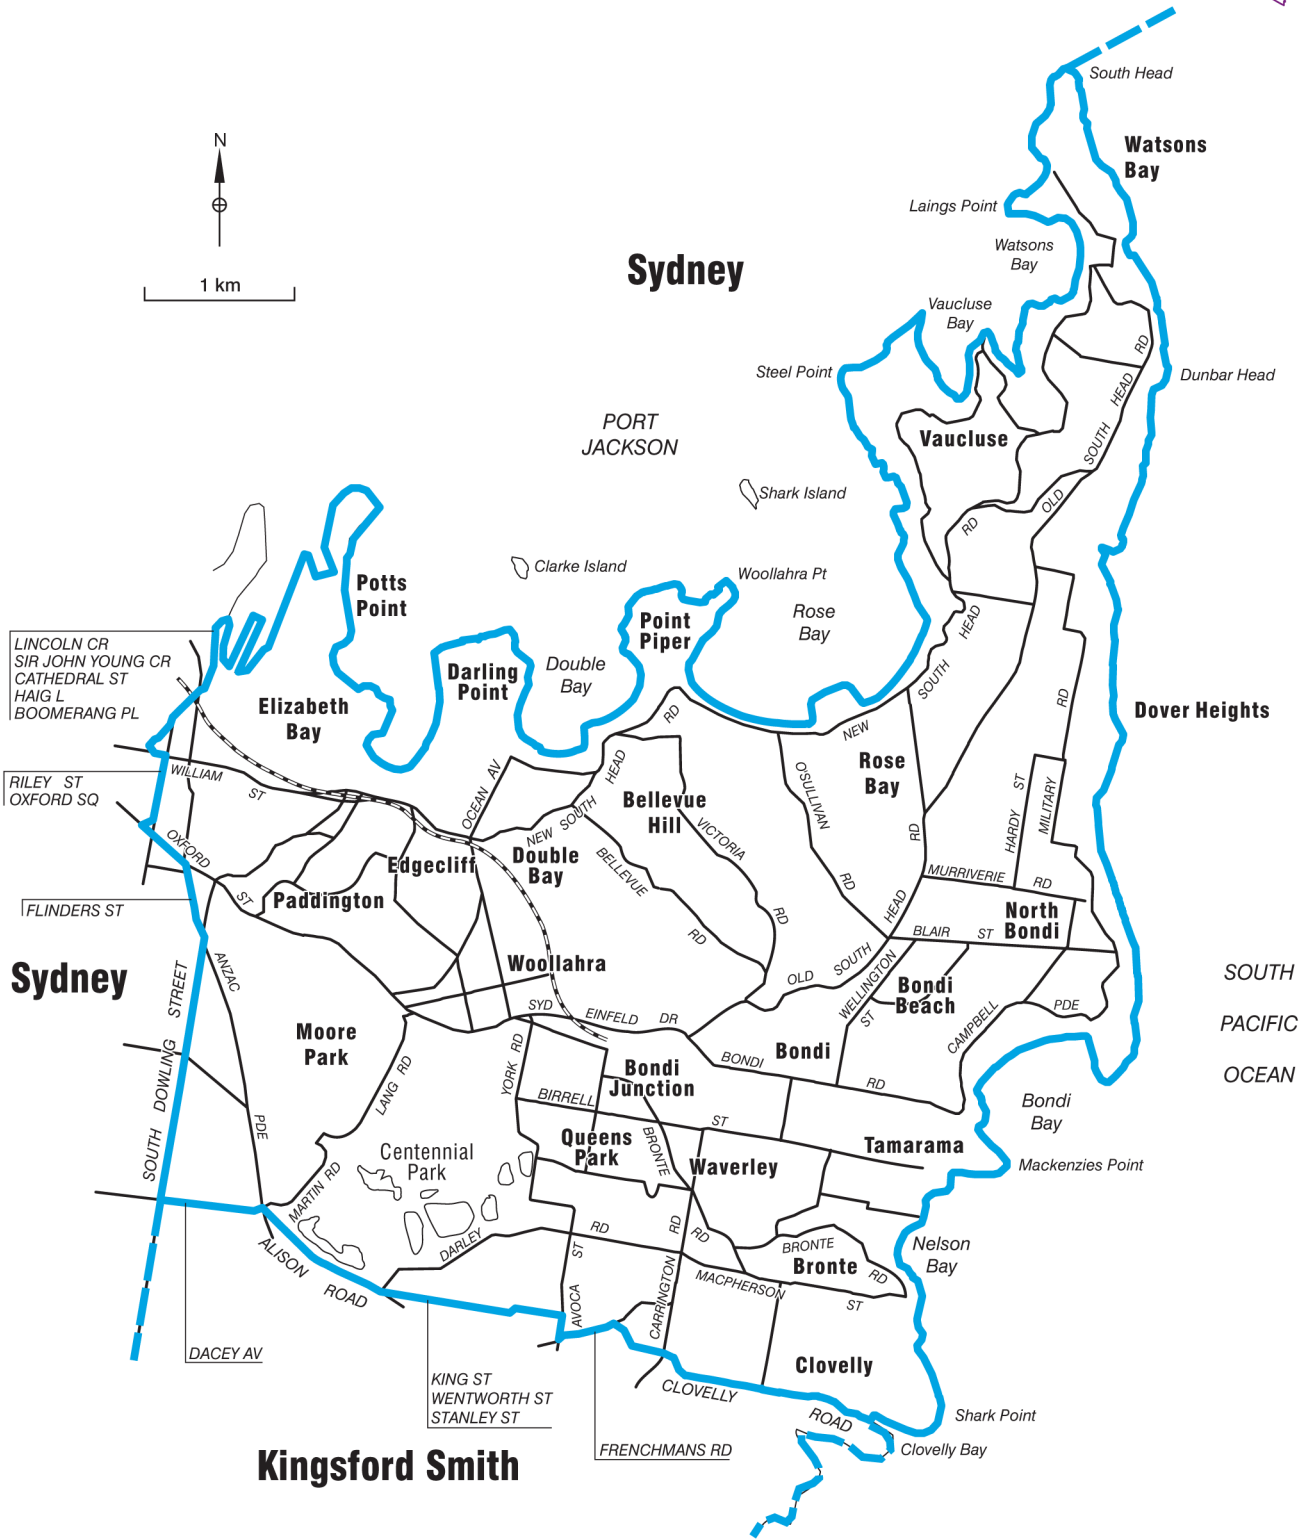 South Head
Watsons
Bay
N
Laings Point
Watsons
Bay
Sydney
1 km
Vaucluse
Bay
RD
Steel Point
Dunbar Head
HEAD
PORT
JACKSON
Vaucluse
SOUTH
Shark Island
OLD
RD
Clarke Island
Woollahra Pt
Potts
Point
Point
Piper
Rose
Bay
HEAD
LINCOLN CR
SIR JOHN YOUNG CR
CATHEDRAL ST
HAIG L
BOOMERANG PL
Darling
Point
Double
Bay
SOUTH
Elizabeth
Bay
RD
NEW
RD
Dover Heights
RILEY ST
OXFORD SQ
WILLIAM
ST
OCEAN AV
HEAD
SOUTH
NEW
Rose
Bay
O'SULLIVAN
RD
Bellevue
Hill
VICTORIA
RD
RD
HARDY ST
MILITARY
OXFORD
ST
Edgecliff
Double
Bay
BELLEVUE
RD
MURRIVERIE
RD
Paddington
FLINDERS ST
HEAD
North
Bondi
BLAIR ST
Sydney
ANZAC
Woollahra
OLD SOUTH
WELLINGTON
ST
Bondi
Beach
SOUTH
PACIFIC
OCEAN
SYD
EINFELD DR
CAMPBELL
PDE
SOUTH DOWLING STREET
Moore
Park
LANG RD
YORK RD
Bondi
BONDI
RD
Bondi
Junction
BIRRELL
ST
Bondi
Bay
PDE
Centennial
Park
Queens
Park
BRONTE
Waverley
Tamarama
Mackenzies Point
MARTIN RD
DARLEY
RD
RD
RD
BRONTE
RD
Bronte
Nelson
Bay
ALISON
ROAD
ST
AVOCA
CARRINGTON
MACPHERSON
ST
DACEY AV
KING ST
WENTWORTH ST
STANLEY ST
Clovelly
CLOVELLY
ROAD
Shark Point
FRENCHMANS RD
Clovelly Bay
Kingsford Smith